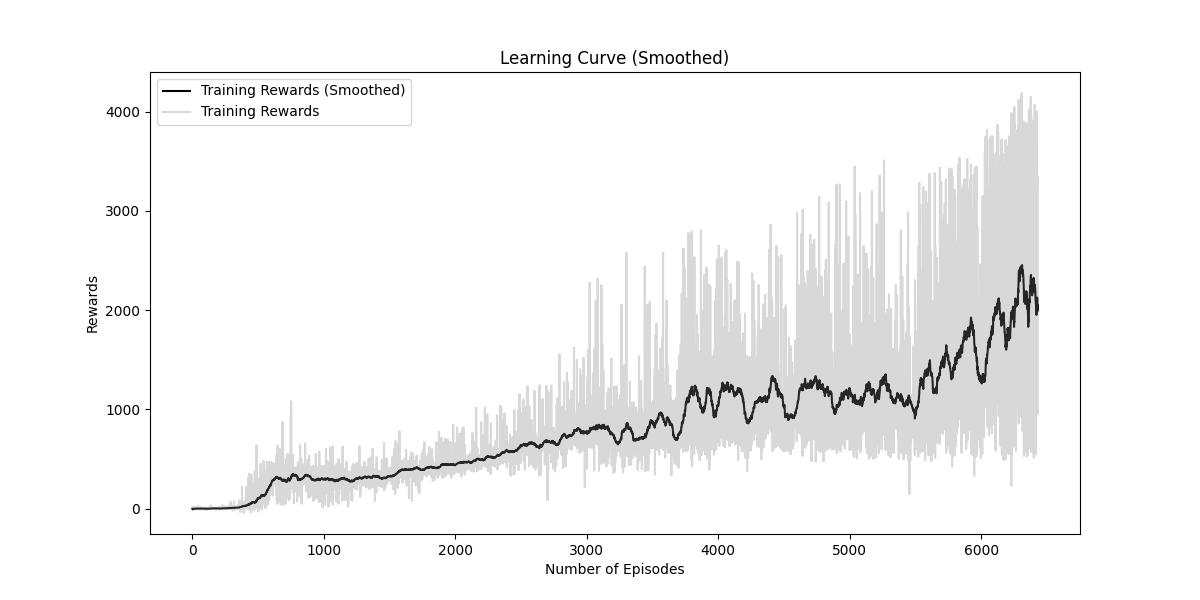 Learning Curve (Smoothed)
Training Rewards (Smoothed)
Training Rewards
4000
3000
2000
1000
0
Rewards
0 1000 2000 3000 4000 5000 6000
Number of Episodes